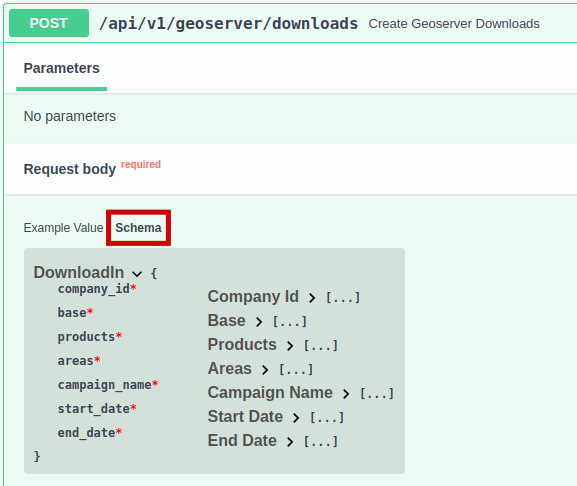 POST /api/v1/geoserver/downloads Create Geoserver Downloads
Parameters
No parameters
Request body required
Example Value Schema
DownloadIn {
company_id* Company Id [...]
base* Base [...]
products* Products [...]
areas* Areas [...]
campaign_name* Campaign Name [...]
start_date* Start Date [...]
end_date* End Date [...]
}